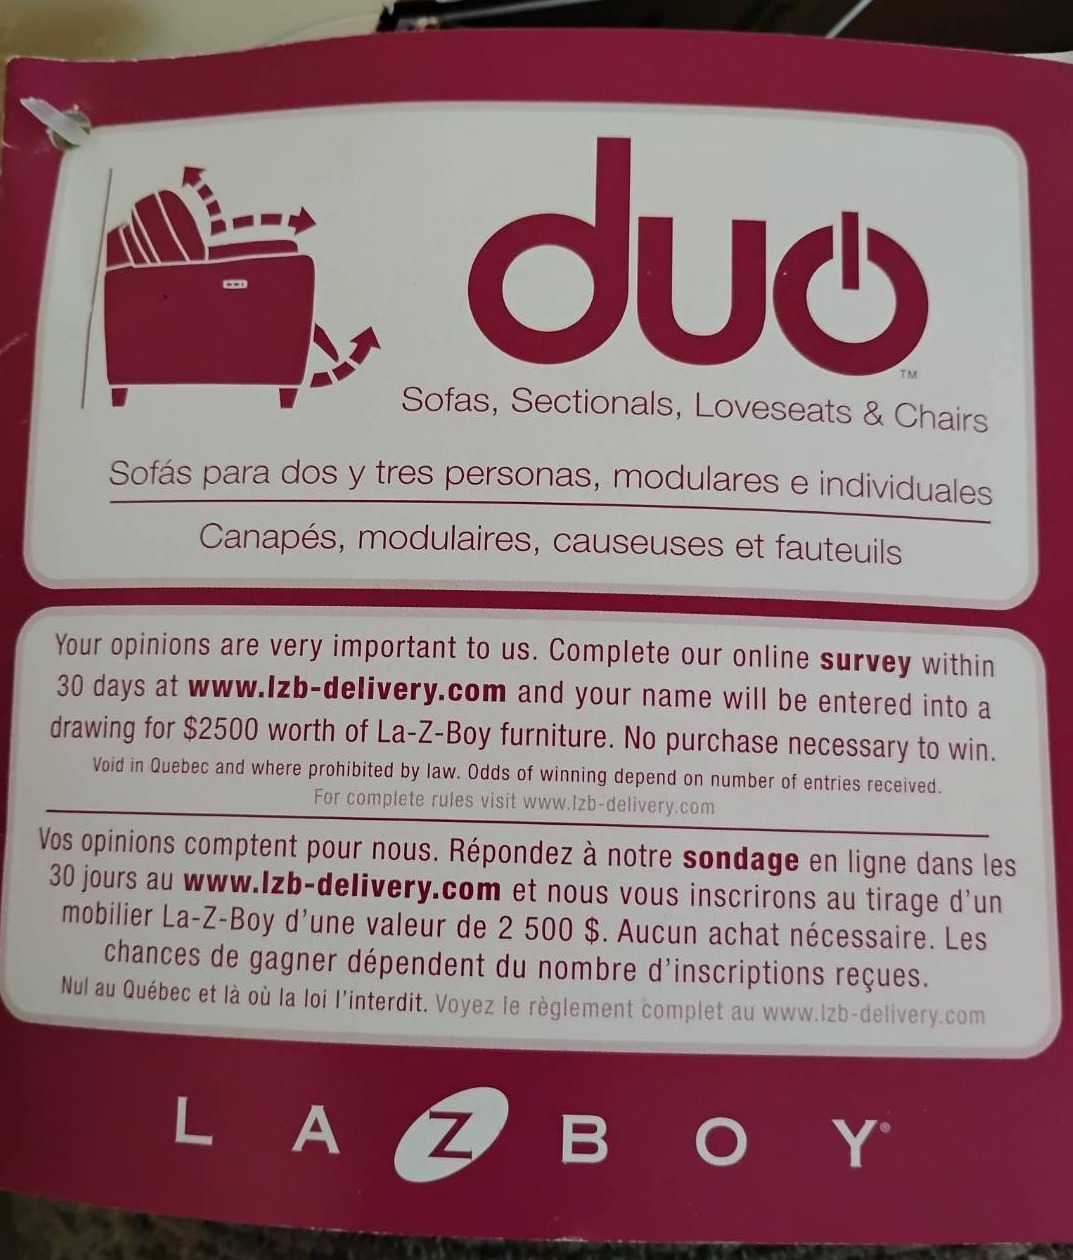 duo
TM
Sofas, Sectionals, Loveseats & Chairs
Sofás para dos y tres personas, modulares e individuales
Canapés, modulaires, causeuses et fauteuils
Your opinions are very important to us. Complete our online survey within
30 days at www.lzb-delivery.com and your name will be entered into a
drawing for $2500 worth of La-Z-Boy furniture. No purchase necessary to win.
Void in Quebec and where prohibited by law. Odds of winning depend on number of entries received.
For complete rules visit www.lzb-delivery.com
Vos opinions comptent pour nous. Répondez à notre sondage en ligne dans les
30 jours au www.lzb-delivery.com et nous vous inscrirons au tirage d'un
mobilier La-Z-Boy d'une valeur de 2 500 $. Aucun achat nécessaire. Les
chances de gagner dépendent du nombre d'inscriptions reçues.
Nul au Québec et là où la loi l'interdit. Voyez le règlement complet au www.lzb-delivery.com
LAZBOY®